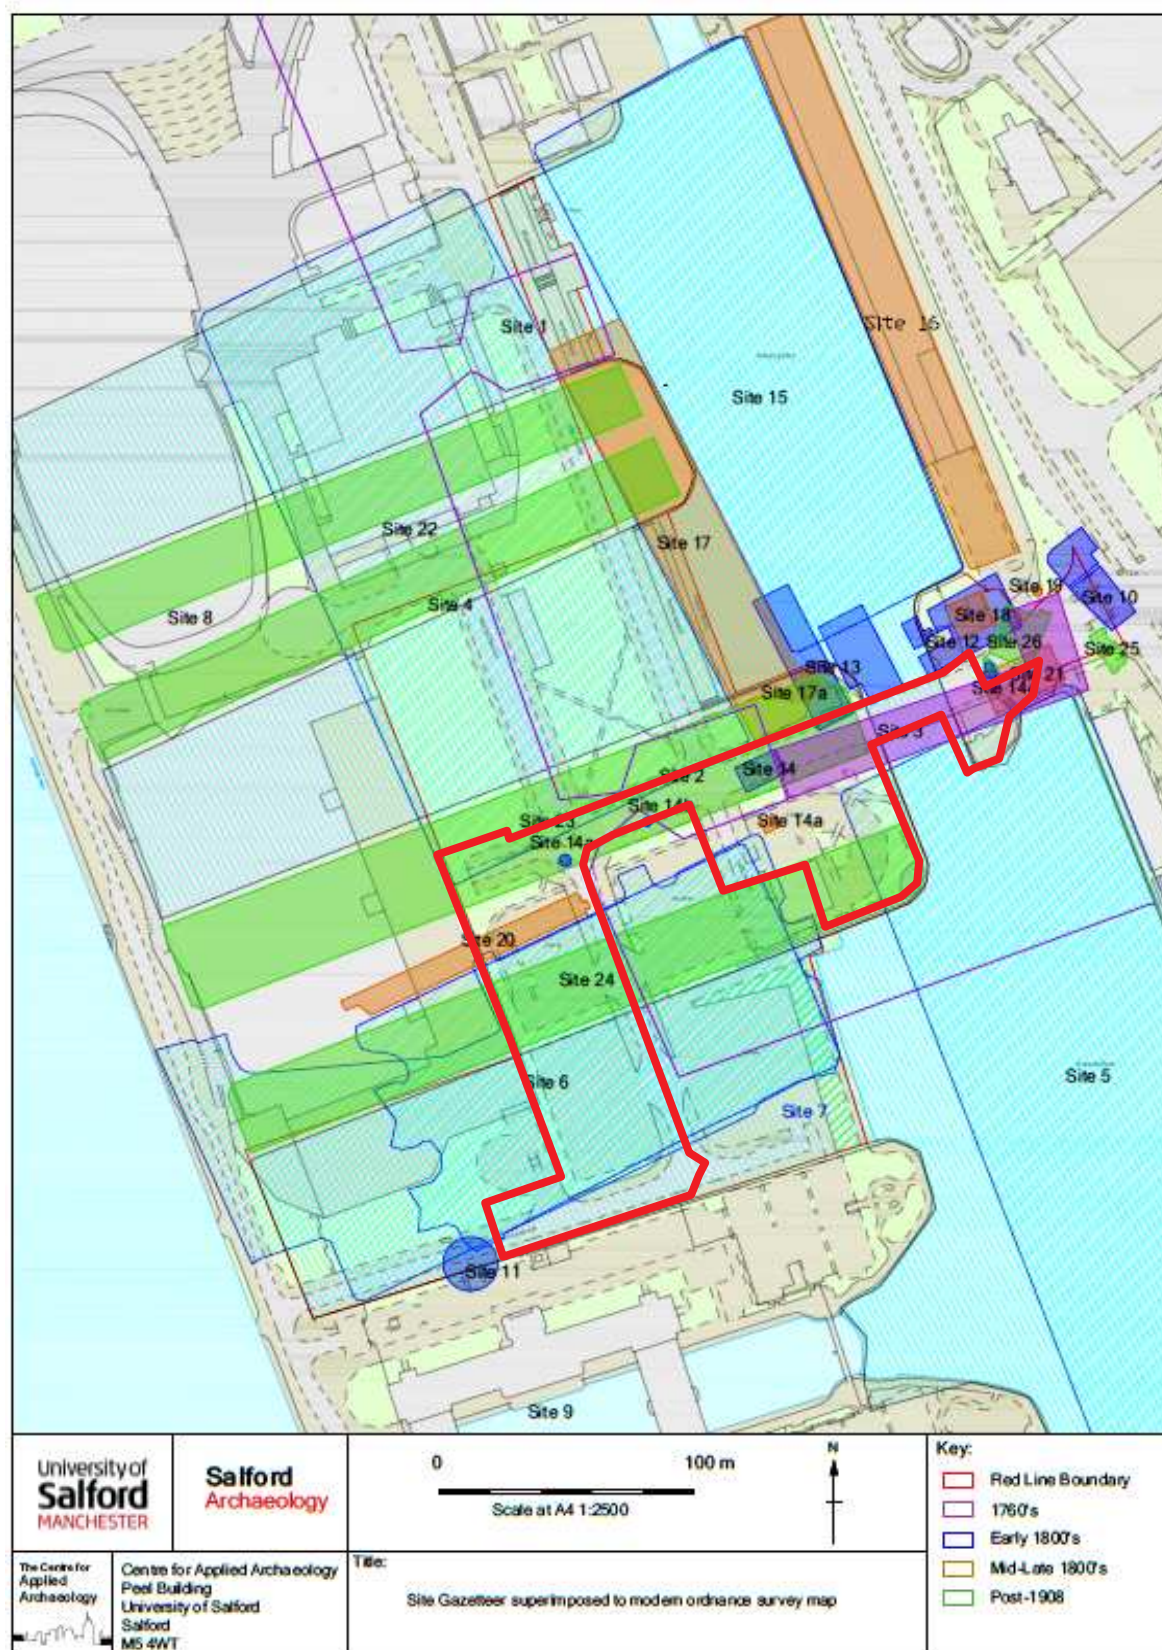 Site 16
Site 1
Site 15
Site 22
Site 17
Site 19
Site 10
Site 4
Site 8
Site 18
Site 12
Site 26
Site 25
Site 13
Site 21
Site 14
Site 17a
Site 3
Site 2
Site 14
Site 23
Site 14a
Site 14a
Site 20
Site 24
Site 6
Site 5
Site 7
Site 11
Site 9
University of
Salford
MANCHESTER
Salford
Archaeology
0 100 m
Scale at A4 1:2500
N
Key:
Red Line Boundary
1760's
Early 1800's
Mid-Late 1800's
Post-1908
The Centre for
Applied
Archaeology
Centre for Applied Archaeology
Peel Building
University of Salford
Salford
M5 4WT
Title:
Site Gazetteer superimposed to modern ordnance survey map